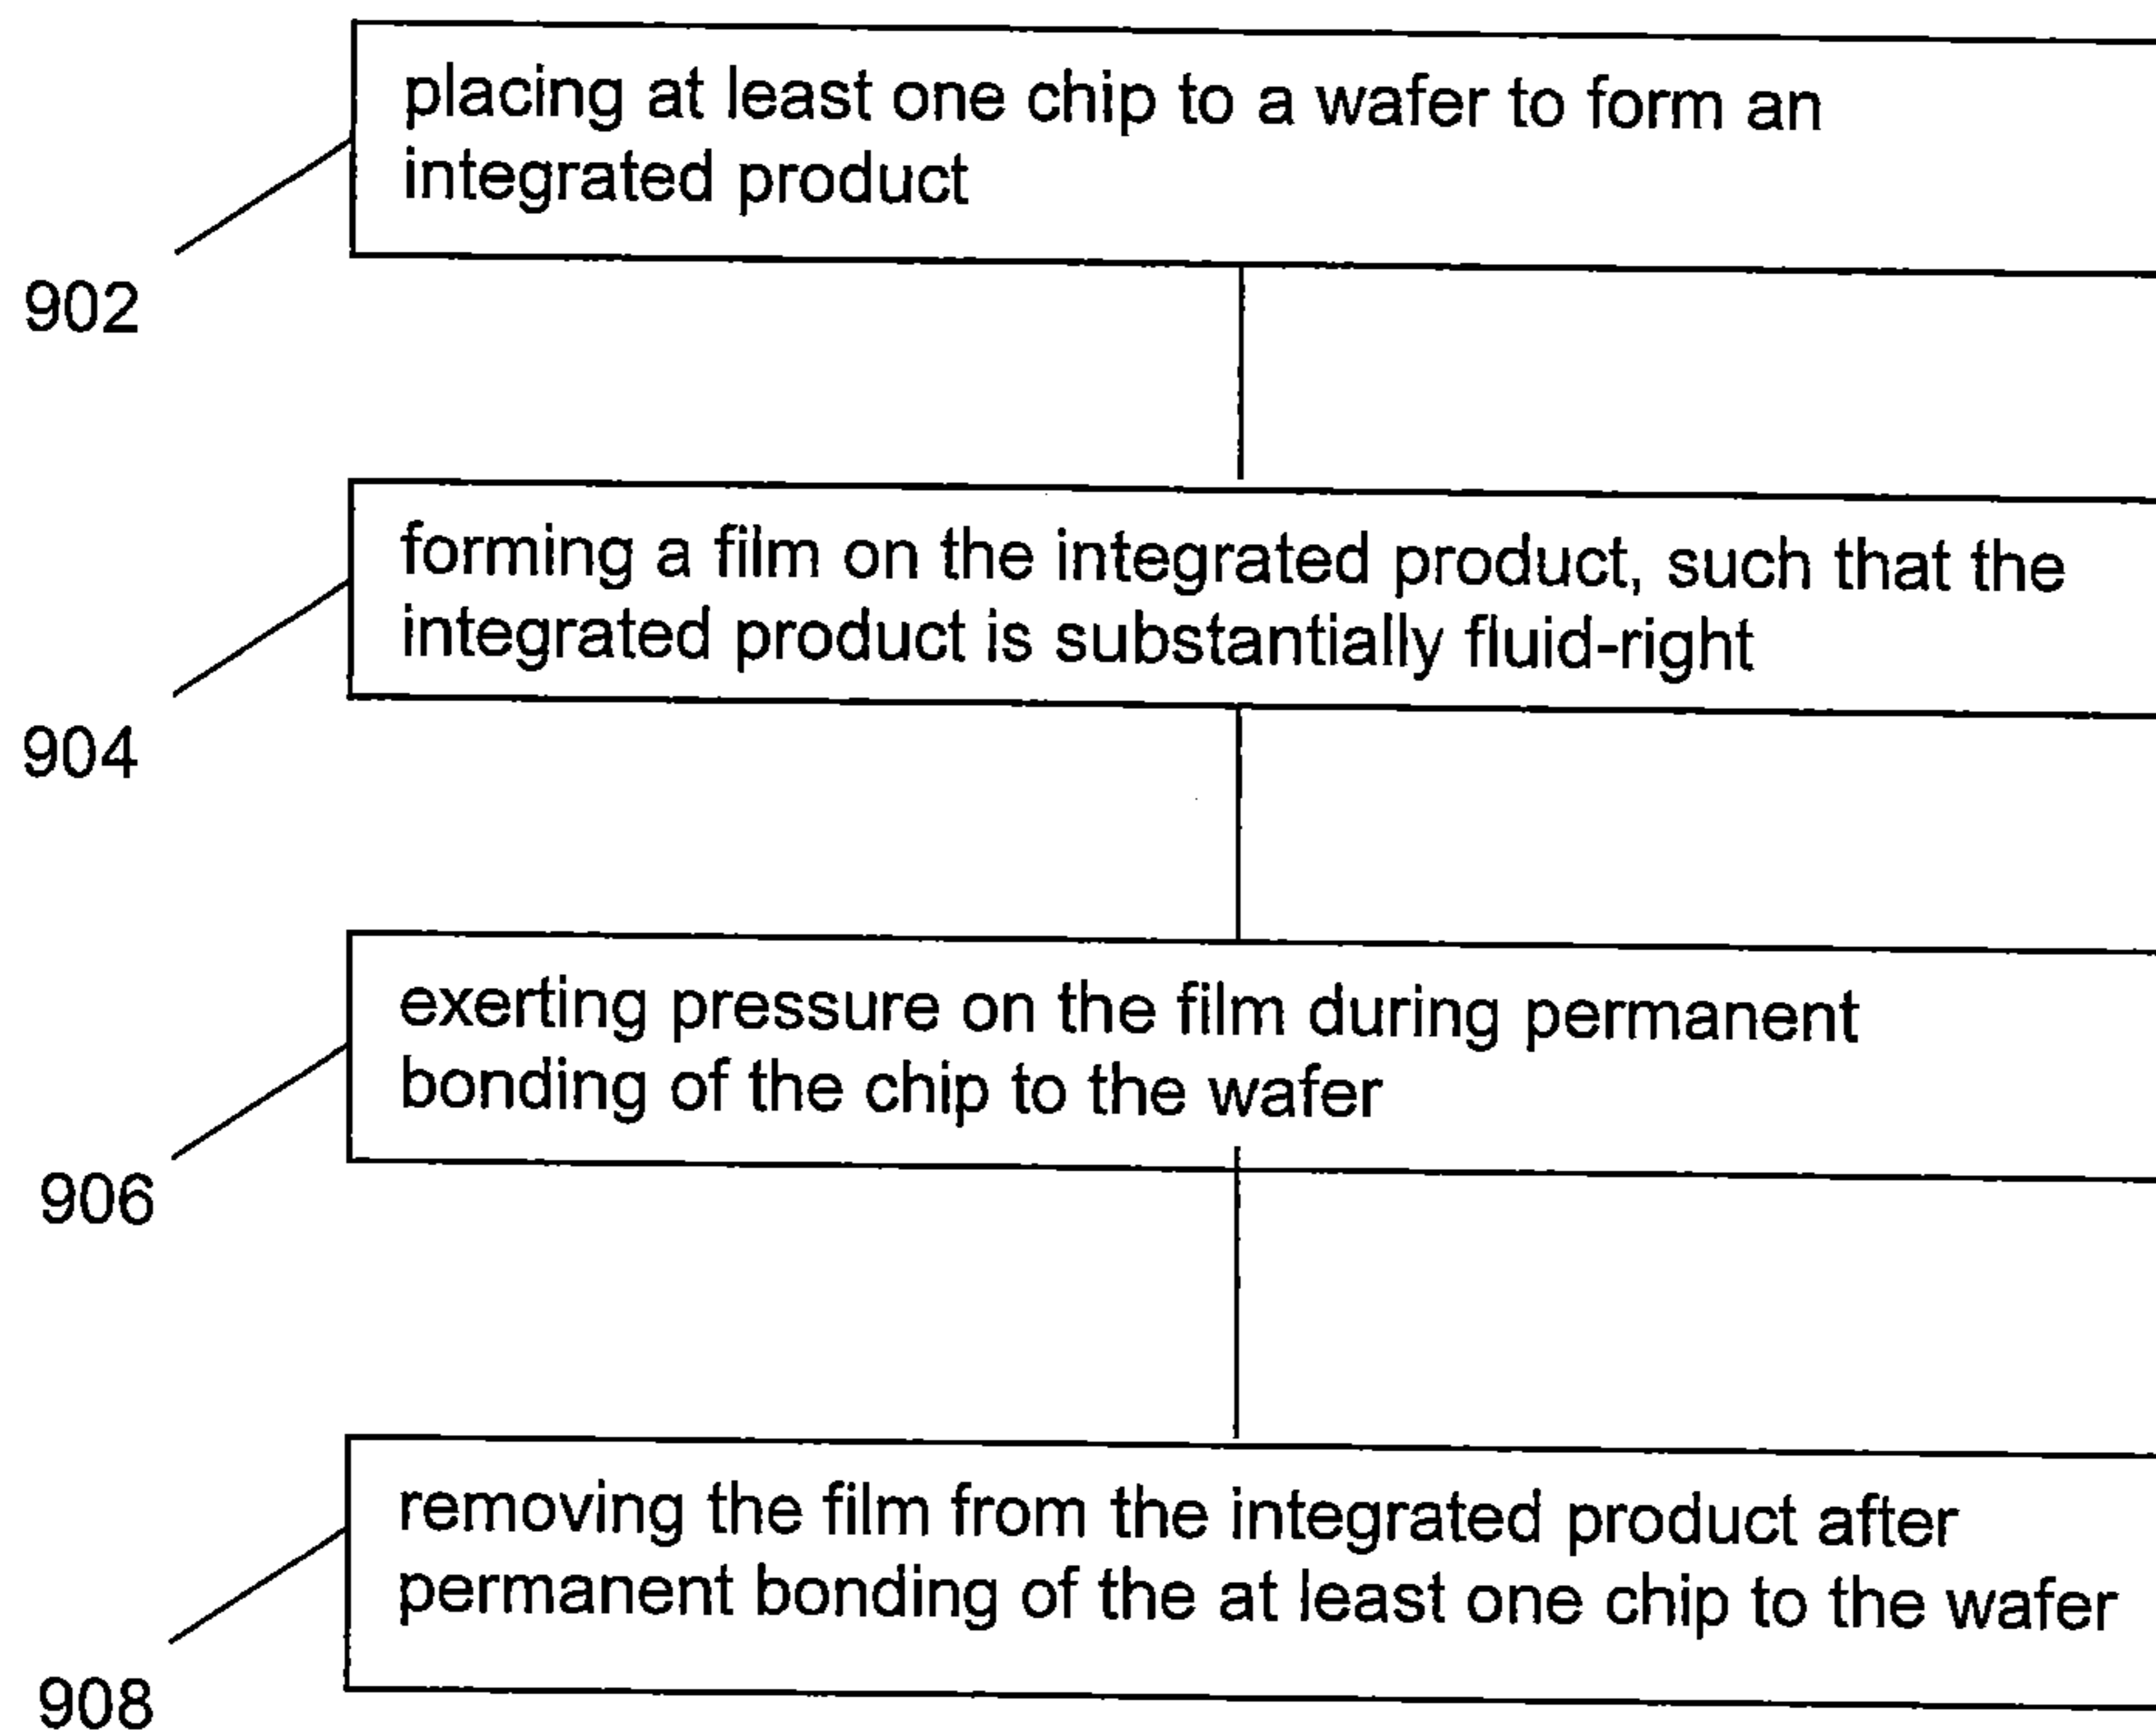 placing at least one chip to a wafer to form an
integrated product
902
forming a film on the integrated product, such that the
integrated product is substantially fluid-right
904
exerting pressure on the film during permanent
bonding of the chip to the wafer
906
removing the film from the integrated product after
permanent bonding of the at least one chip to the wafer
908